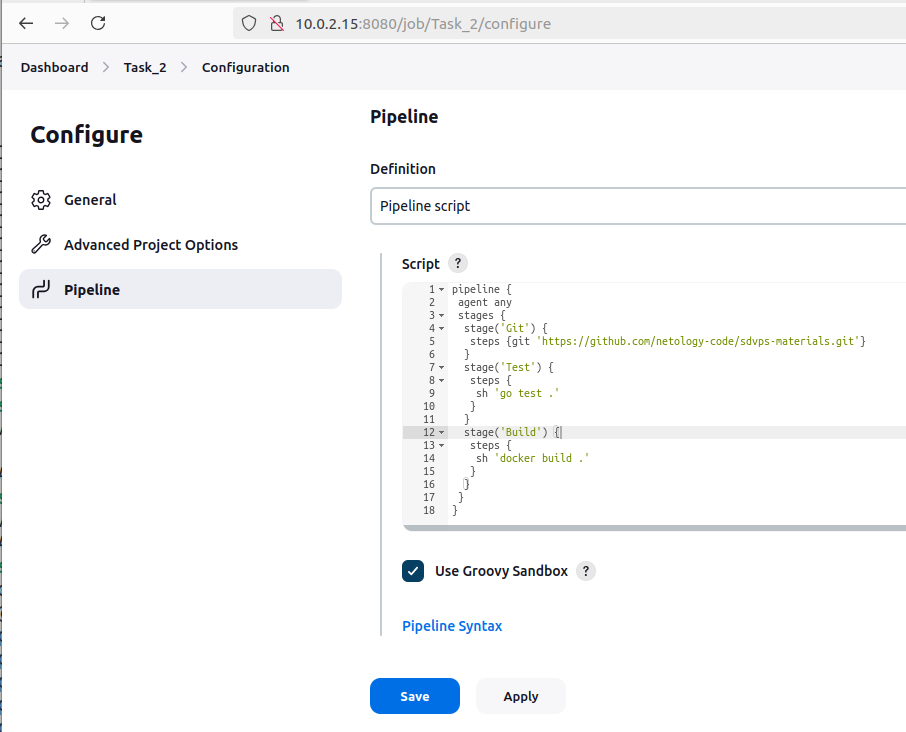 10.0.2.15:8080/job/Task_2/configure
Dashboard > Task_2 > Configuration
Configure
General
Advanced Project Options
Pipeline
Pipeline
Definition
Pipeline script
Script ?
1 pipeline {
2  agent any
3  stages {
4   stage('Git') {
5    steps {git 'https://github.com/netology-code/sdvps-materials.git'}
6   }
7   stage('Test') {
8    steps {
9     sh 'go test .'
10    }
11   }
12   stage('Build') {
13    steps {
14     sh 'docker build .'
15    }
16   }
17  }
18 }
Use Groovy Sandbox ?
Pipeline Syntax
Save
Apply